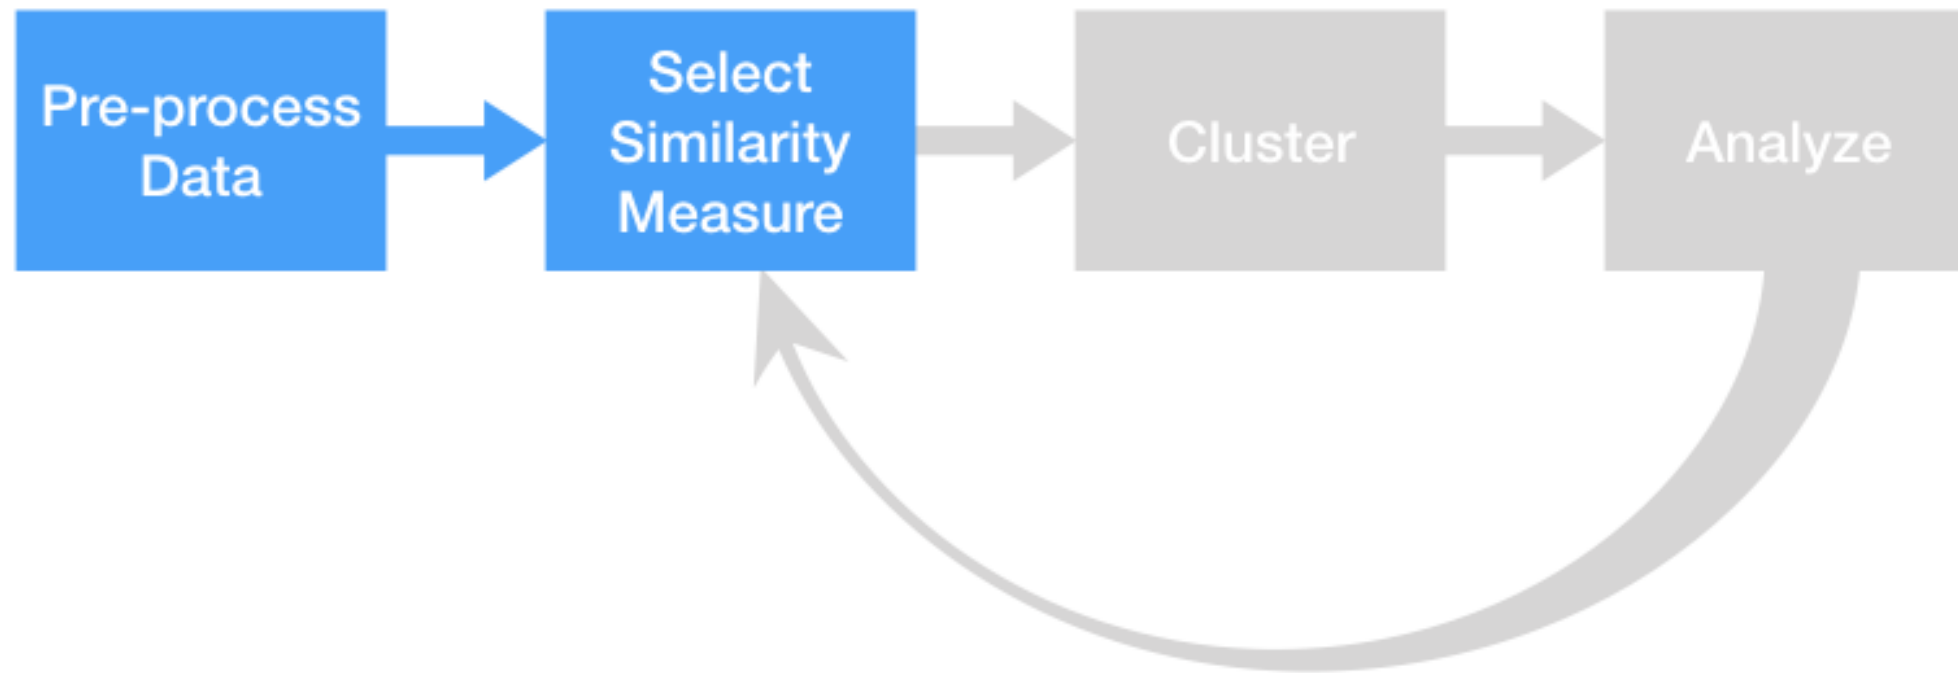 Pre-process
Data
Select
Similarity
Measure
Cluster
Analyze